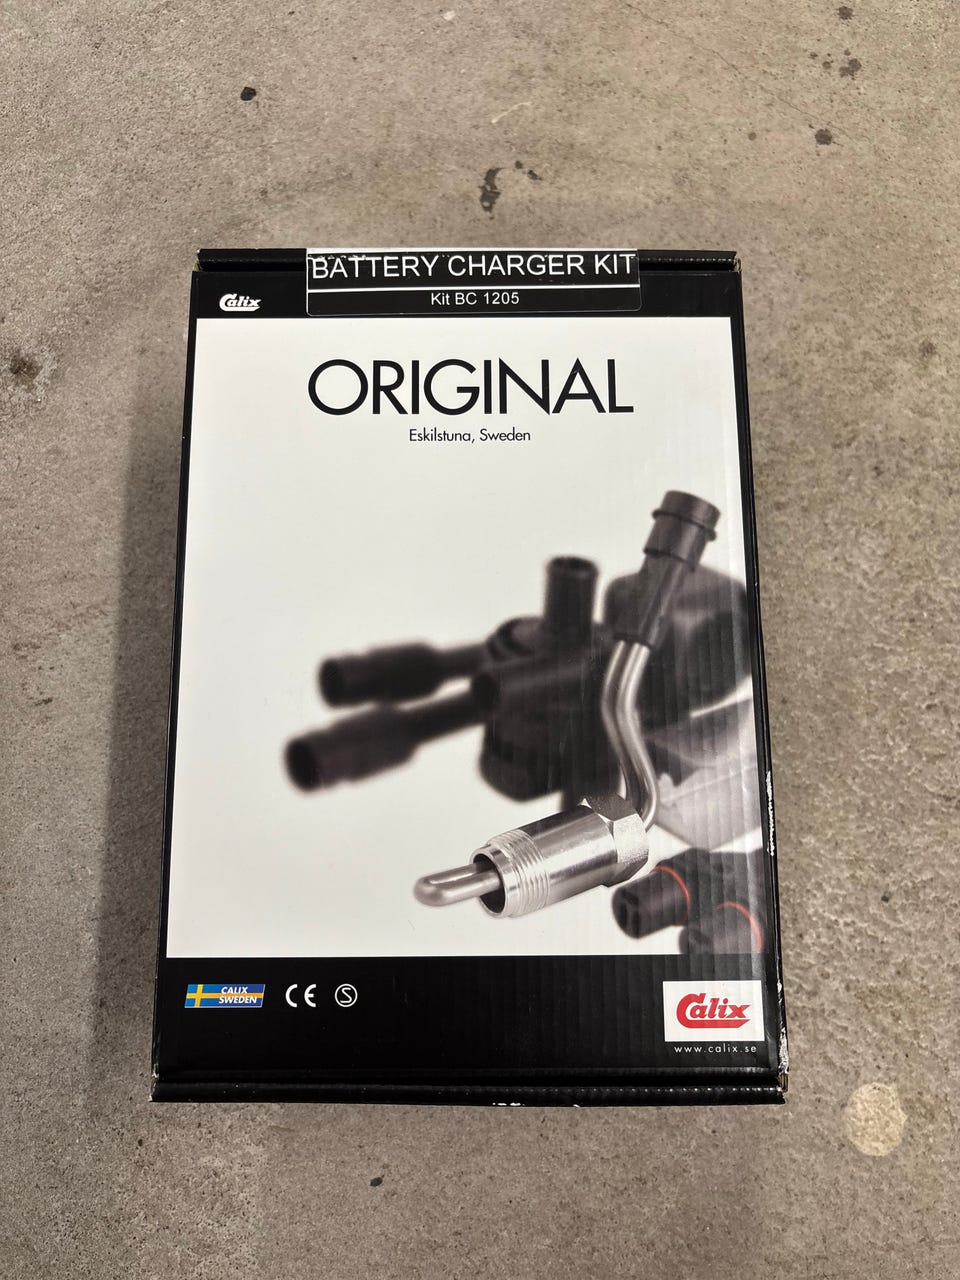 BATTERY CHARGER KIT
Kit BC 1205
Calix
ORIGINAL
Eskilstuna, Sweden
CALIX
SWEDEN
CE
S
Calix
www.calix.se